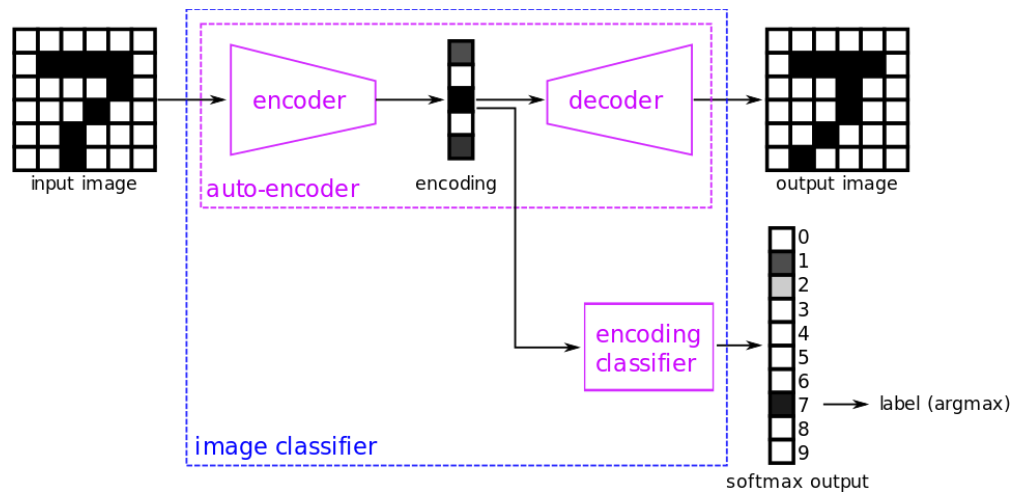 encoder
decoder
input image
auto-encoder
encoding
output image
0
1
2
3
4
5
6
7
8
9
encoding
classifier
label (argmax)
image classifier
softmax output